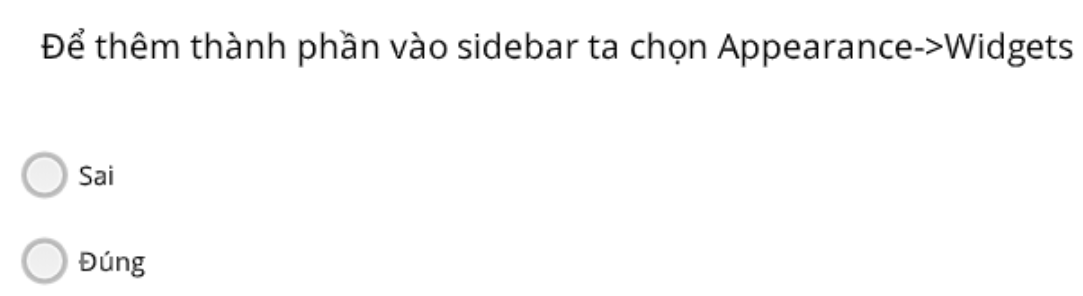 Để thêm thành phần vào sidebar ta chọn Appearance->Widgets
Sai
Đúng